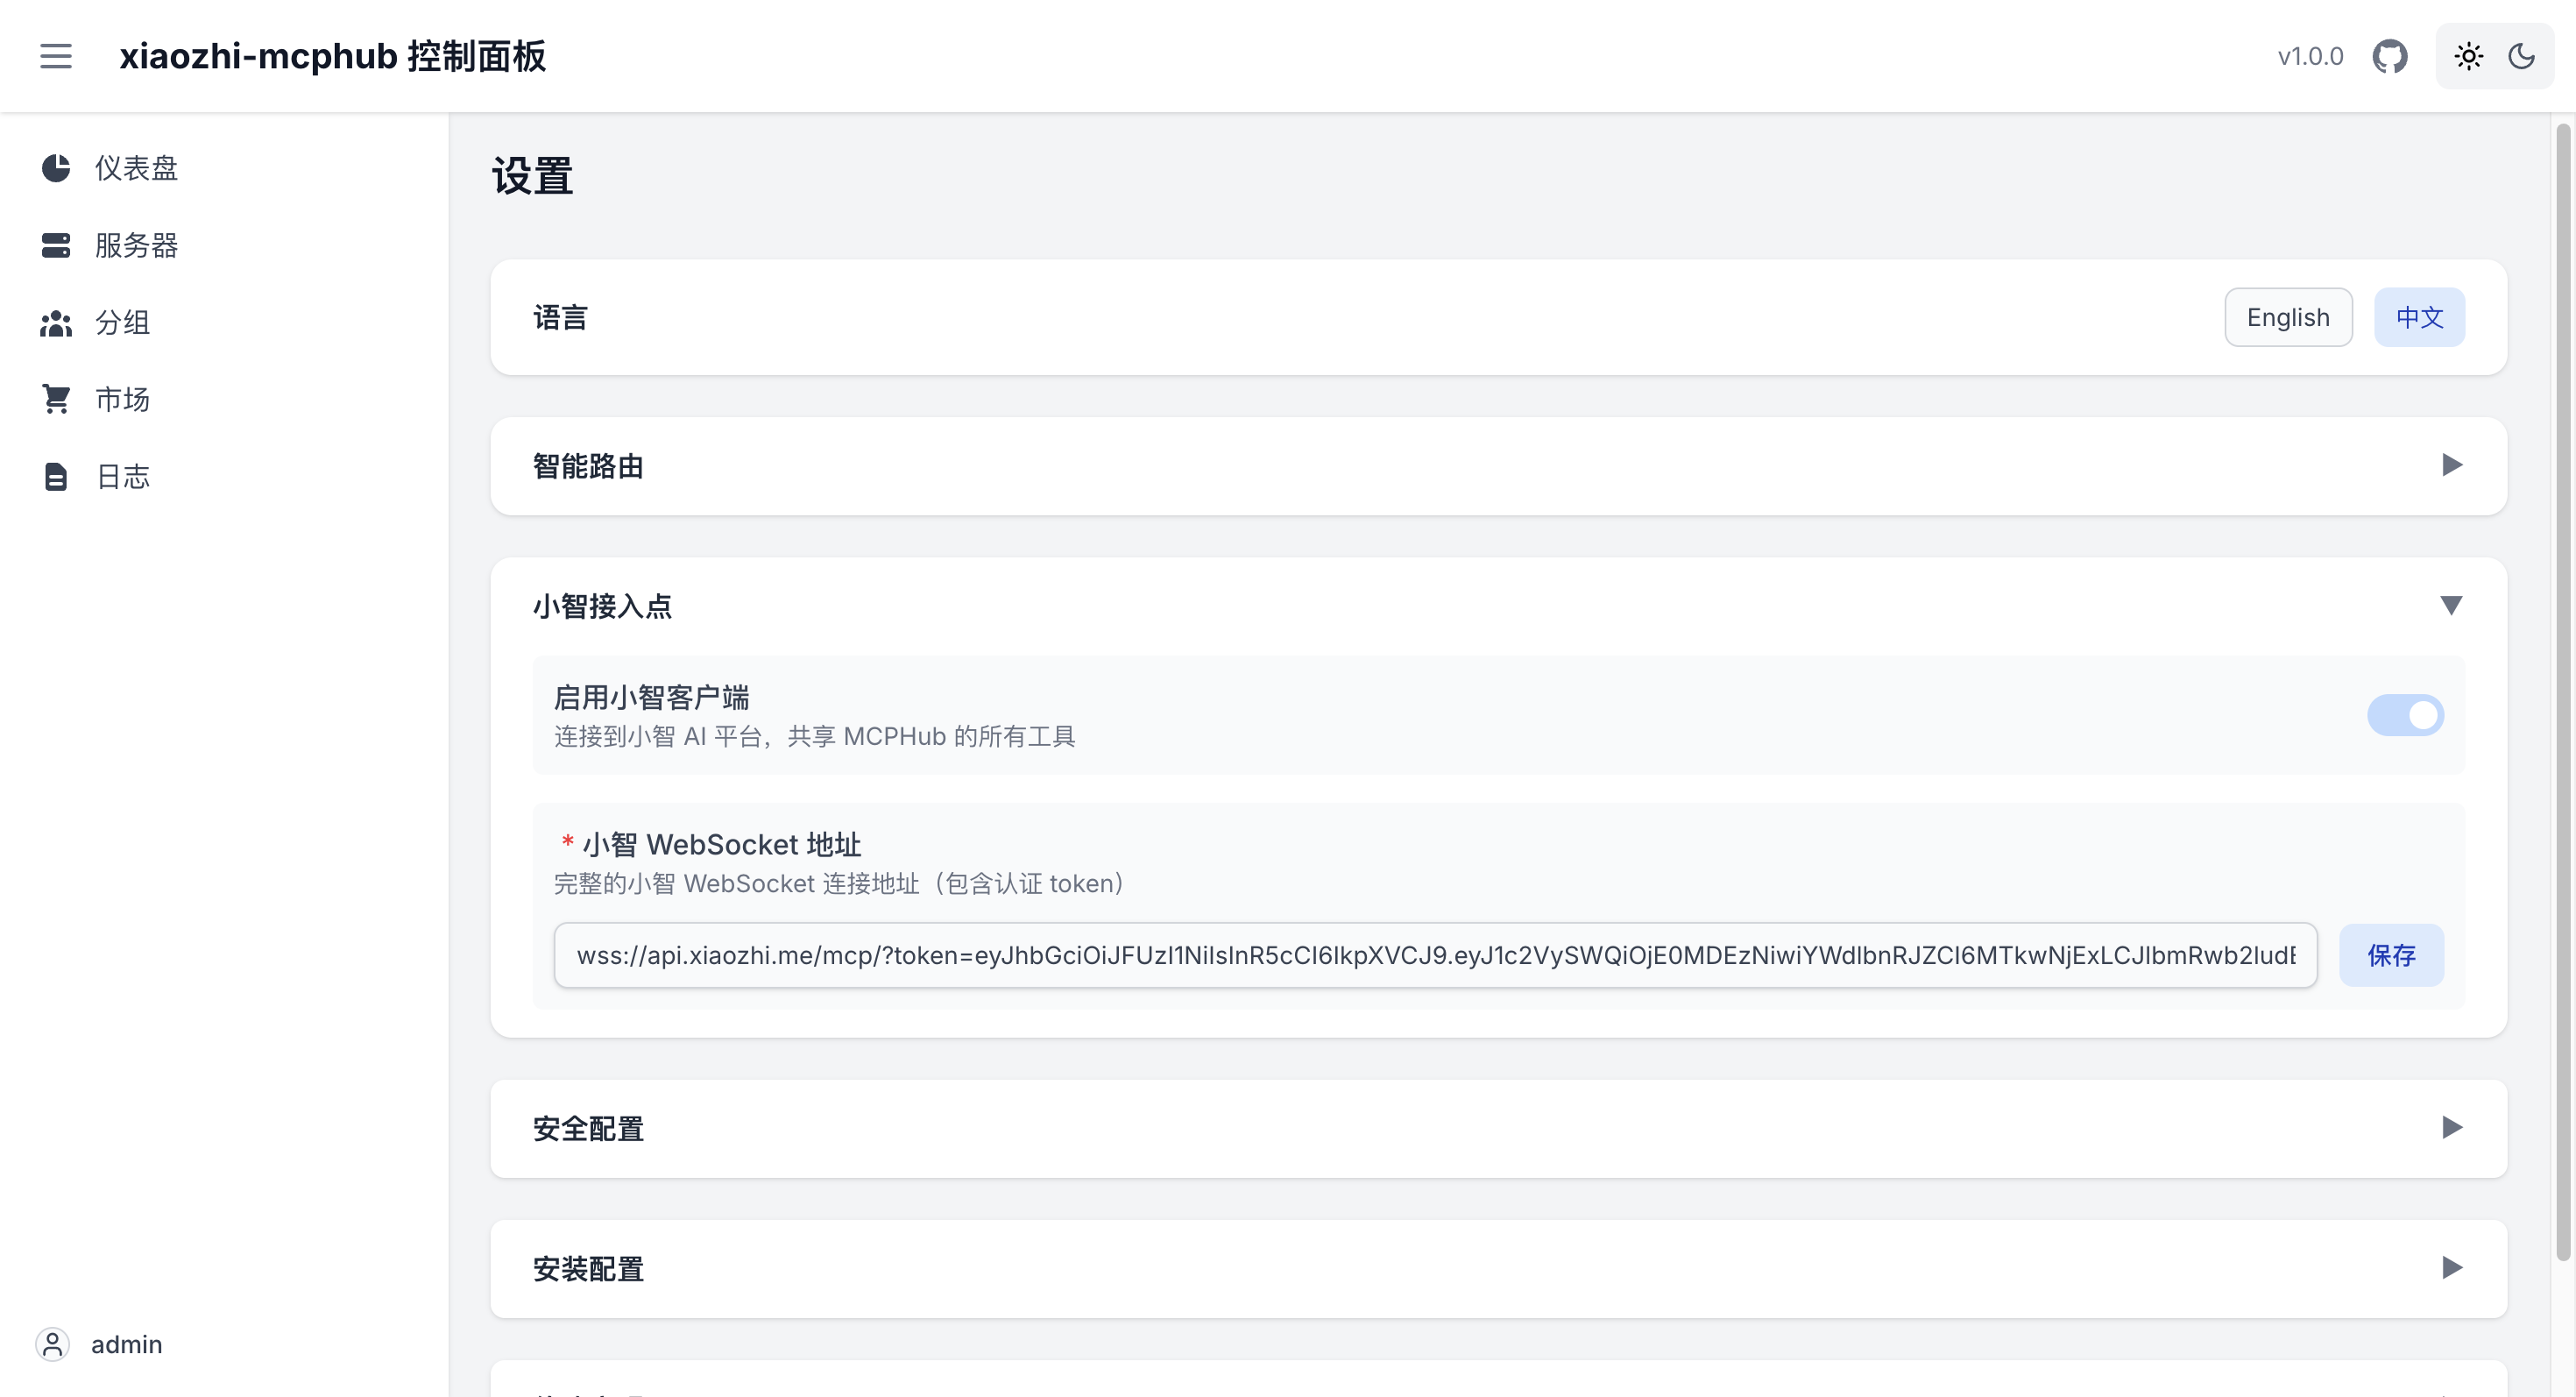 xiaozhi-mcphub 控制面板
v1.0.0
仪表盘
服务器
分组
市场
日志
admin
设置
语言
English
中文
智能路由
小智接入点
启用小智客户端
连接到小智 AI 平台，共享 MCPHub 的所有工具
* 小智 WebSocket 地址
完整的小智 WebSocket 连接地址（包含认证 token）
wss://api.xiaozhi.me/mcp/?token=eyJhbGciOiJFUzI1NiIsInR5cCI6IkpXVCJ9.eyJ1c2VySWQiOjE0MDEzNiwiYWdlbnRJZCI6MTkwNjExLCJlbmRwb2ludE
保存
安全配置
安装配置